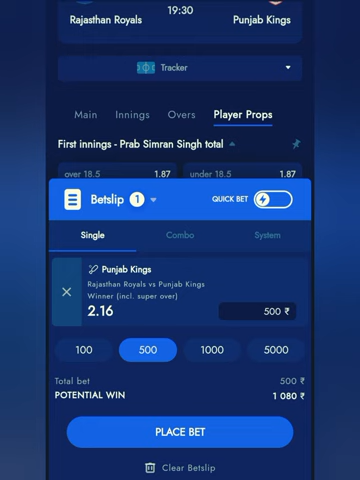 19:30
Rajasthan Royals
Punjab Kings
Tracker
Main Innings Overs Player Props
First innings - Prab Simran Singh total
over 18.5 1.87 under 18.5 1.87
Betslip 1 QUICK BET
Single Combo System
Punjab Kings
Rajasthan Royals vs Punjab Kings
Winner (incl. super over)
2.16 500 ₹
100 500 1000 5000
Total bet 500 ₹
POTENTIAL WIN 1 080 ₹
PLACE BET
Clear Betslip